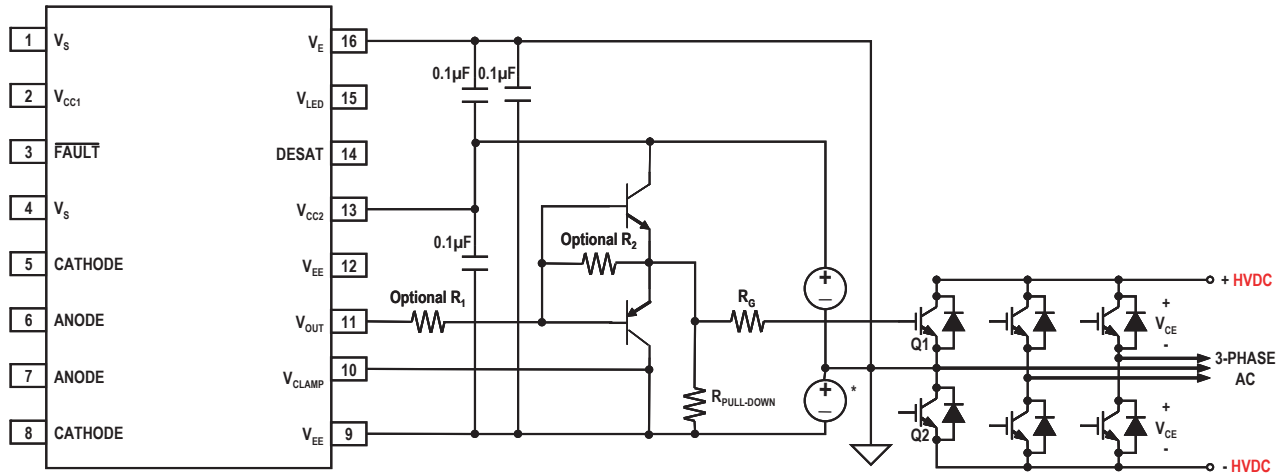 1 V_S V_E 16
2 V_CC1 V_LED 15
3 FAULT DESAT 14
4 V_S V_CC2 13
5 CATHODE V_EE 12
6 ANODE V_OUT 11
7 ANODE V_CLAMP 10
8 CATHODE V_EE 9
0.1µF 0.1µF
0.1µF
Optional R_1
Optional R_2
R_G
R_PULL-DOWN
+
_
+
_
*
+ HVDC
Q1
+
V_CE
-
3-PHASE
AC
Q2
+
V_CE
-
- HVDC